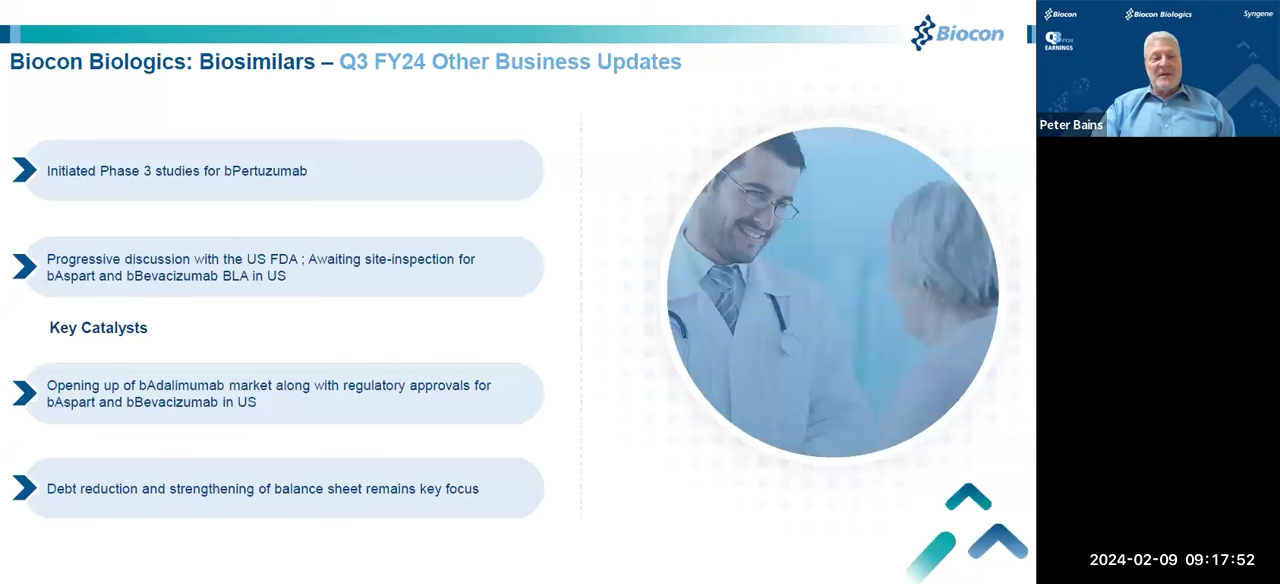 Biocon
Biocon Biologics: Biosimilars – Q3 FY24 Other Business Updates
Initiated Phase 3 studies for bPertuzumab
Progressive discussion with the US FDA ; Awaiting site-inspection for
bAspart and bBevacizumab BLA in US
Key Catalysts
Opening up of bAdalimumab market along with regulatory approvals for
bAspart and bBevacizumab in US
Debt reduction and strengthening of balance sheet remains key focus
Biocon
Biocon Biologics
Syngene
Q3 FY24
EARNINGS
Peter Bains
2024-02-09 09:17:52